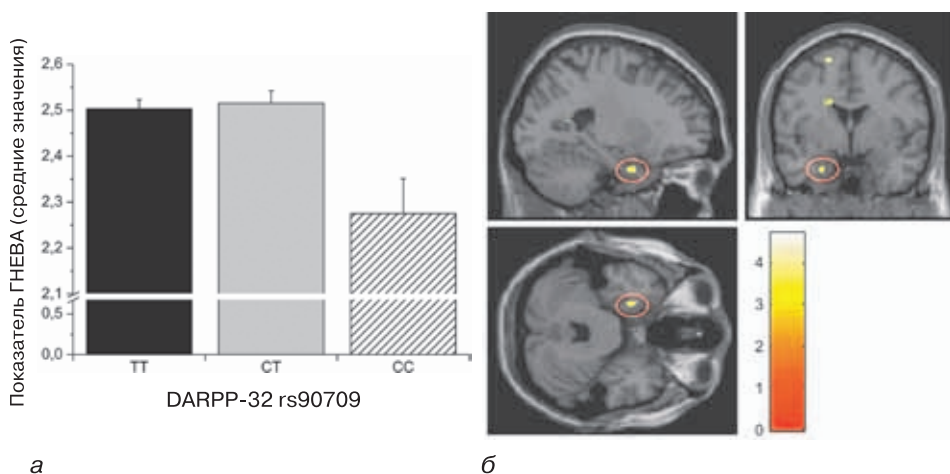 Показатель ГНЕВА (средние значения)
2,6
2,5
2,4
2,3
2,2
2,1
0,5
0,0
TT
CT
CC
DARPP-32 rs90709
а
4
3
2
1
0
б